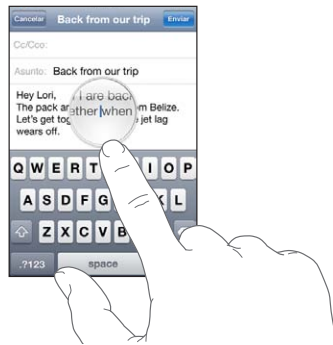 Cancelar Back from our trip Enviar
Cc/Cco:
Asunto: Back from our trip
Hey Lori,
The pack ar I are back m Belize.
Let's get tog ether when jet lag
wears off.
Q W E R T I O P
A S D F G K L
Z X C V B
.?123 space